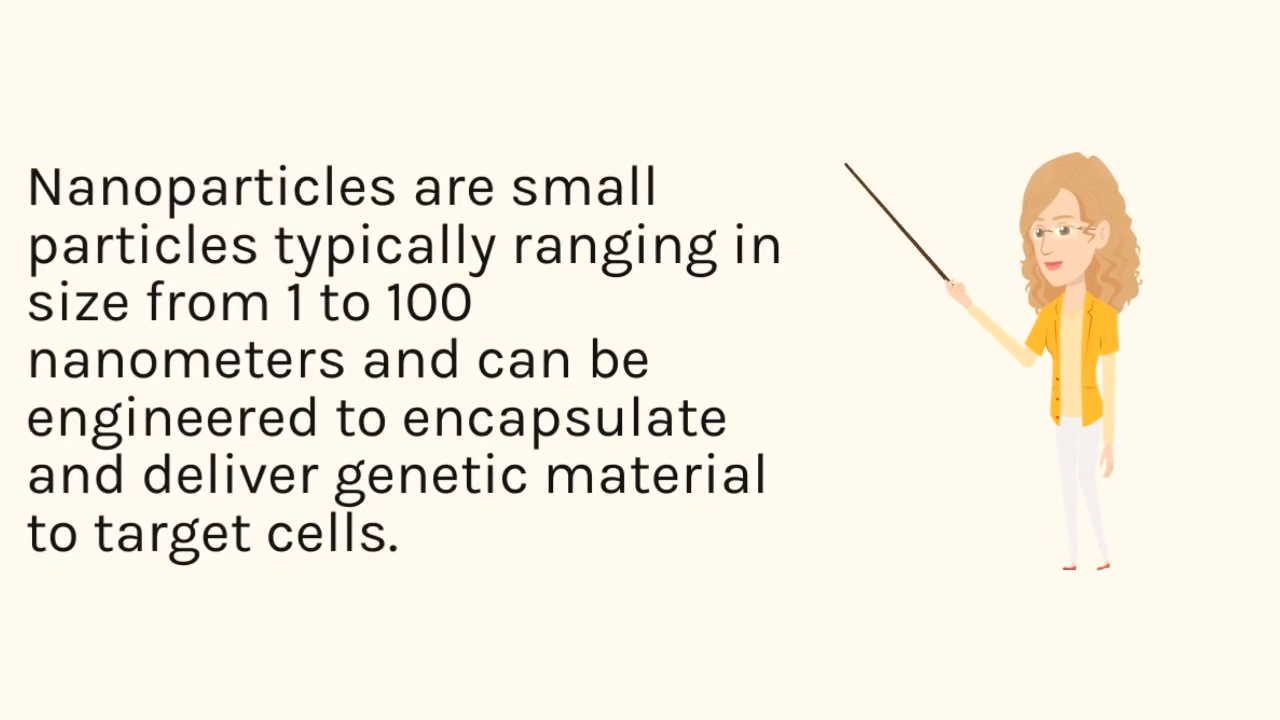 Nanoparticles are small
particles typically ranging in
size from 1 to 100
nanometers and can be
engineered to encapsulate
and deliver genetic material
to target cells.